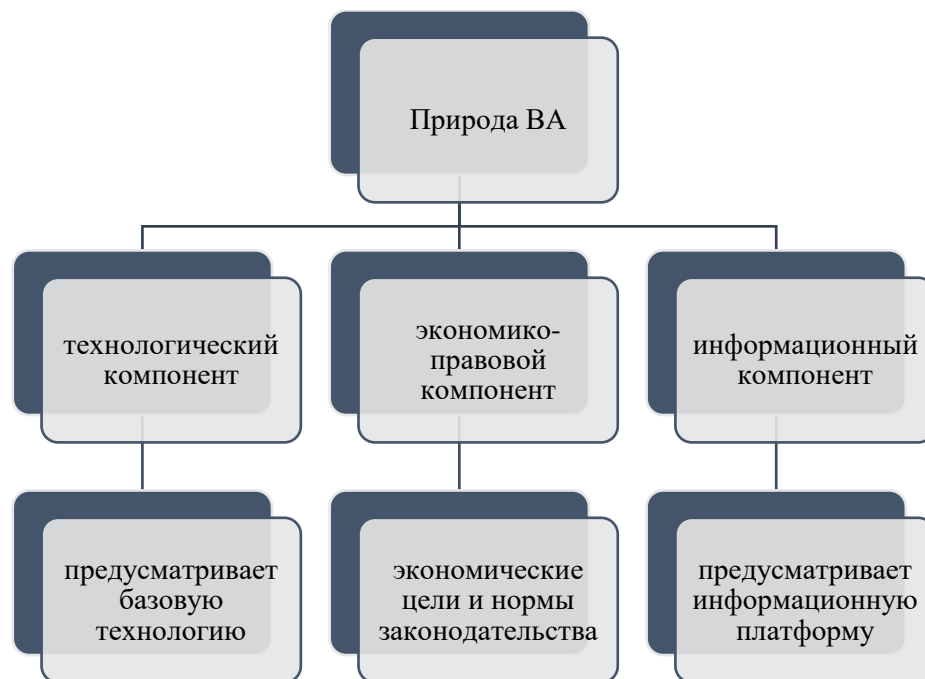 Природа ВА
технологический
компонент
экономико-
правовой
компонент
информационный
компонент
предусматривает
базовую
технологию
экономические
цели и нормы
законодательства
предусматривает
информационную
платформу